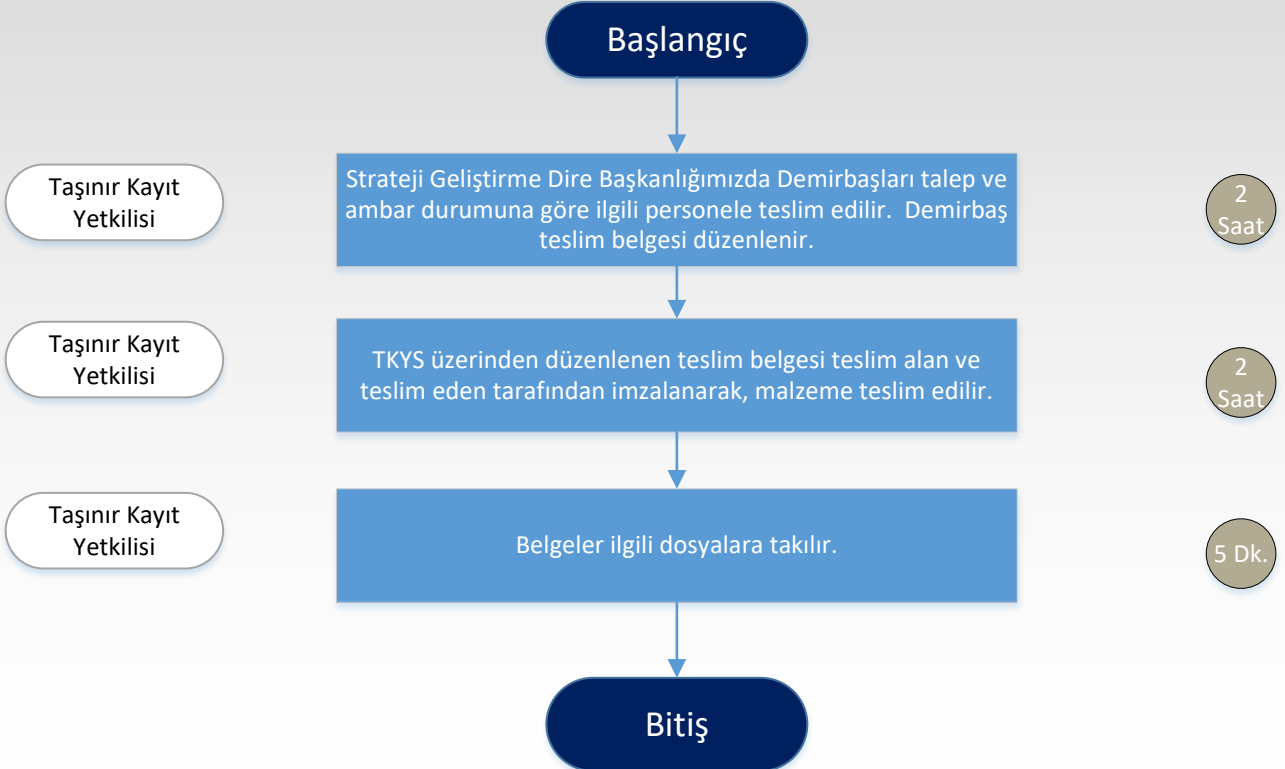 Başlangıç
Taşınır Kayıt
Yetkilisi
Strateji Geliştirme Dire Başkanlığımızda Demirbaşları talep ve
ambar durumuna göre ilgili personele teslim edilir.  Demirbaş
teslim belgesi düzenlenir.
2
Saat
Taşınır Kayıt
Yetkilisi
TKYS üzerinden düzenlenen teslim belgesi teslim alan ve
teslim eden tarafından imzalanarak, malzeme teslim edilir.
2
Saat
Taşınır Kayıt
Yetkilisi
Belgeler ilgili dosyalara takılır.
5 Dk.
Bitiş